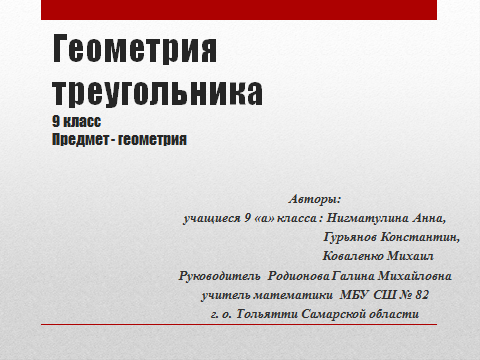 Геометрия
треугольника
9 класс
Предмет - геометрия
Авторы:
учащиеся 9 «а» класса : Нигматулина Анна,
Гурьянов Константин,
Коваленко Михаил
Руководитель Родионова Галина Михайловна
учитель математики МБУ СШ № 82
г. о. Тольятти Самарской области